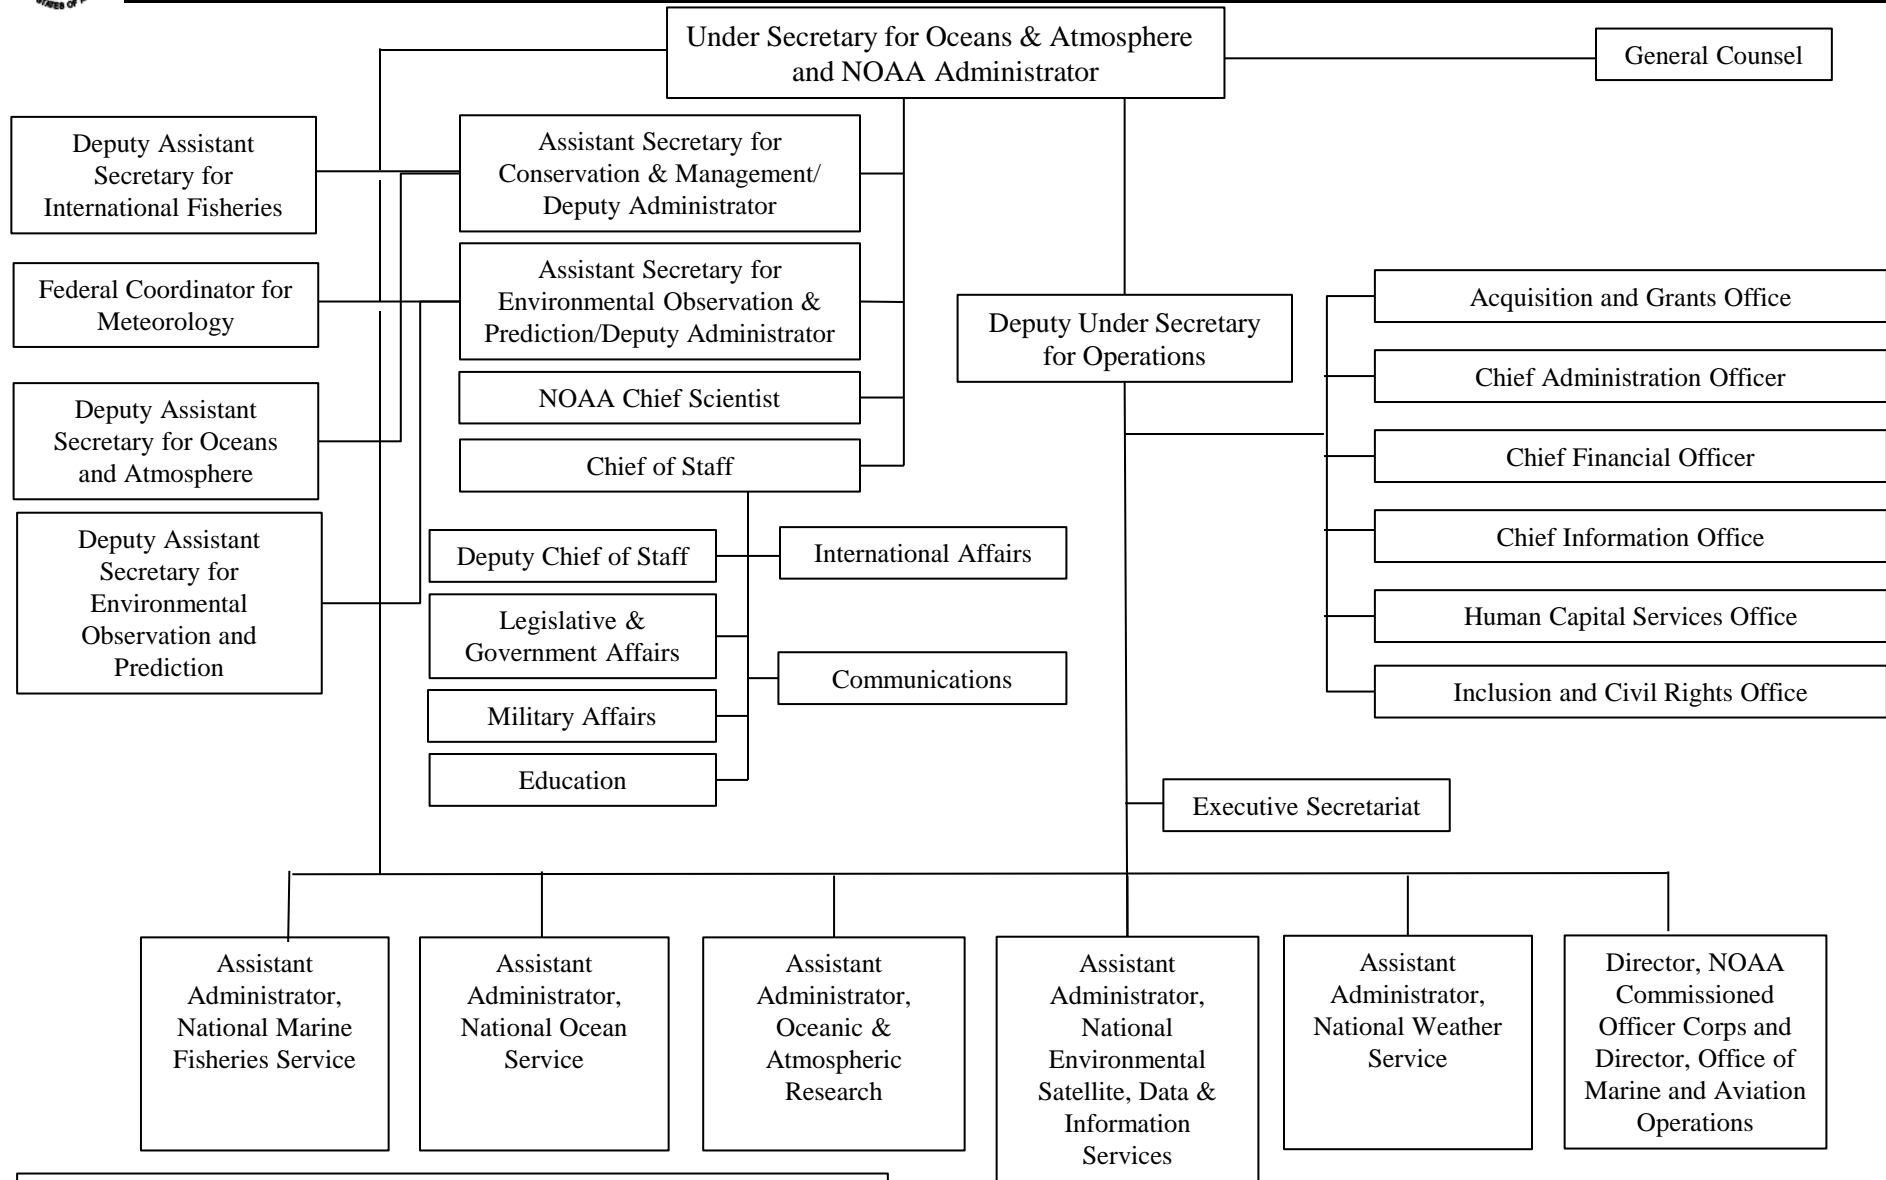 STATES OF
Under Secretary for Oceans & Atmosphere
and NOAA Administrator
General Counsel
Deputy Assistant
Secretary for
International Fisheries
Assistant Secretary for
Conservation & Management/
Deputy Administrator
Federal Coordinator for
Meteorology
Assistant Secretary for
Environmental Observation &
Prediction/Deputy Administrator
Deputy Under Secretary
for Operations
Acquisition and Grants Office
Chief Administration Officer
Chief Financial Officer
Chief Information Office
Human Capital Services Office
Inclusion and Civil Rights Office
Deputy Assistant
Secretary for Oceans
and Atmosphere
NOAA Chief Scientist
Chief of Staff
Deputy Assistant
Secretary for
Environmental
Observation and
Prediction
Deputy Chief of Staff
International Affairs
Legislative &
Government Affairs
Communications
Military Affairs
Education
Executive Secretariat
Assistant
Administrator,
National Marine
Fisheries Service
Assistant
Administrator,
National Ocean
Service
Assistant
Administrator,
Oceanic &
Atmospheric
Research
Assistant
Administrator,
National
Environmental
Satellite, Data &
Information
Services
Assistant
Administrator,
National Weather
Service
Director, NOAA
Commissioned
Officer Corps and
Director, Office of
Marine and Aviation
Operations